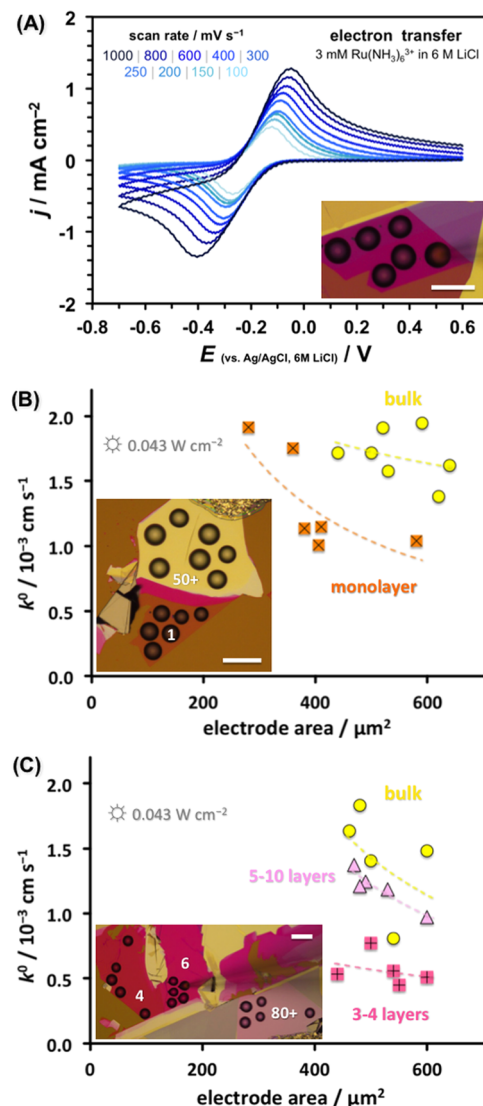 (A)
scan rate / mV s⁻¹
1000 | 800 | 600 | 400 | 300
250 | 200 | 150 | 100
electron transfer
3 mM Ru(NH₃)₆³⁺ in 6 M LiCl
2
1
0
-1
-2
j / mA cm⁻²
-0.8 -0.6 -0.4 -0.2 0.0 0.2 0.4 0.6
E (vs. Ag/AgCl, 6M LiCl) / V
(B)
2.0
1.5
1.0
0.5
0.0
k⁰ / 10⁻³ cm s⁻¹
0.043 W cm⁻²
bulk
monolayer
50+
1
0 200 400 600
electrode area / μm²
(C)
2.0
1.5
1.0
0.5
0.0
k⁰ / 10⁻³ cm s⁻¹
0.043 W cm⁻²
bulk
5-10 layers
3-4 layers
4
6
80+
0 200 400 600
electrode area / μm²